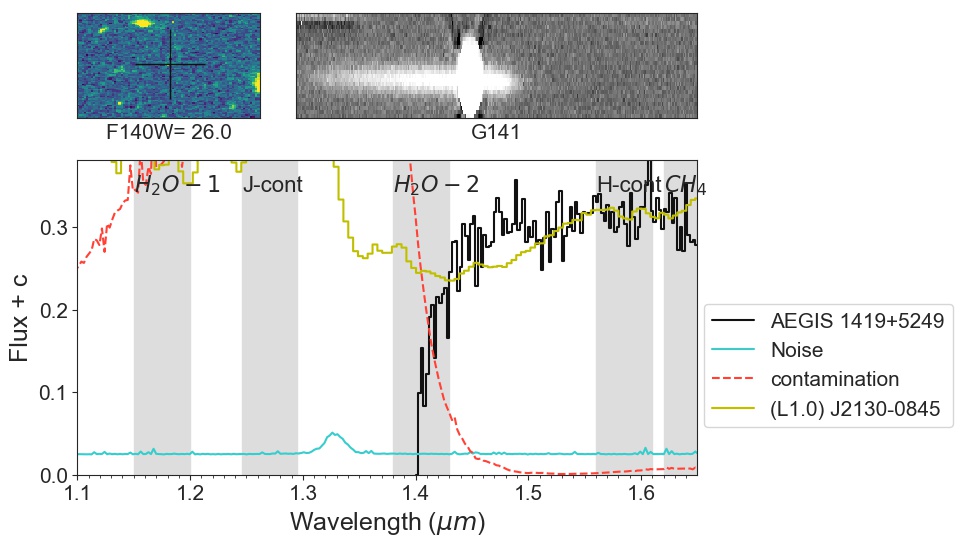 F140W= 26.0
G141
H₂O − 1
J-cont
H₂O − 2
H-cont
CH₄
Flux + c
0.3
0.2
0.1
0.0
1.1
1.2
1.3
1.4
1.5
1.6
Wavelength (μm)
AEGIS 1419+5249
Noise
contamination
(L1.0) J2130-0845